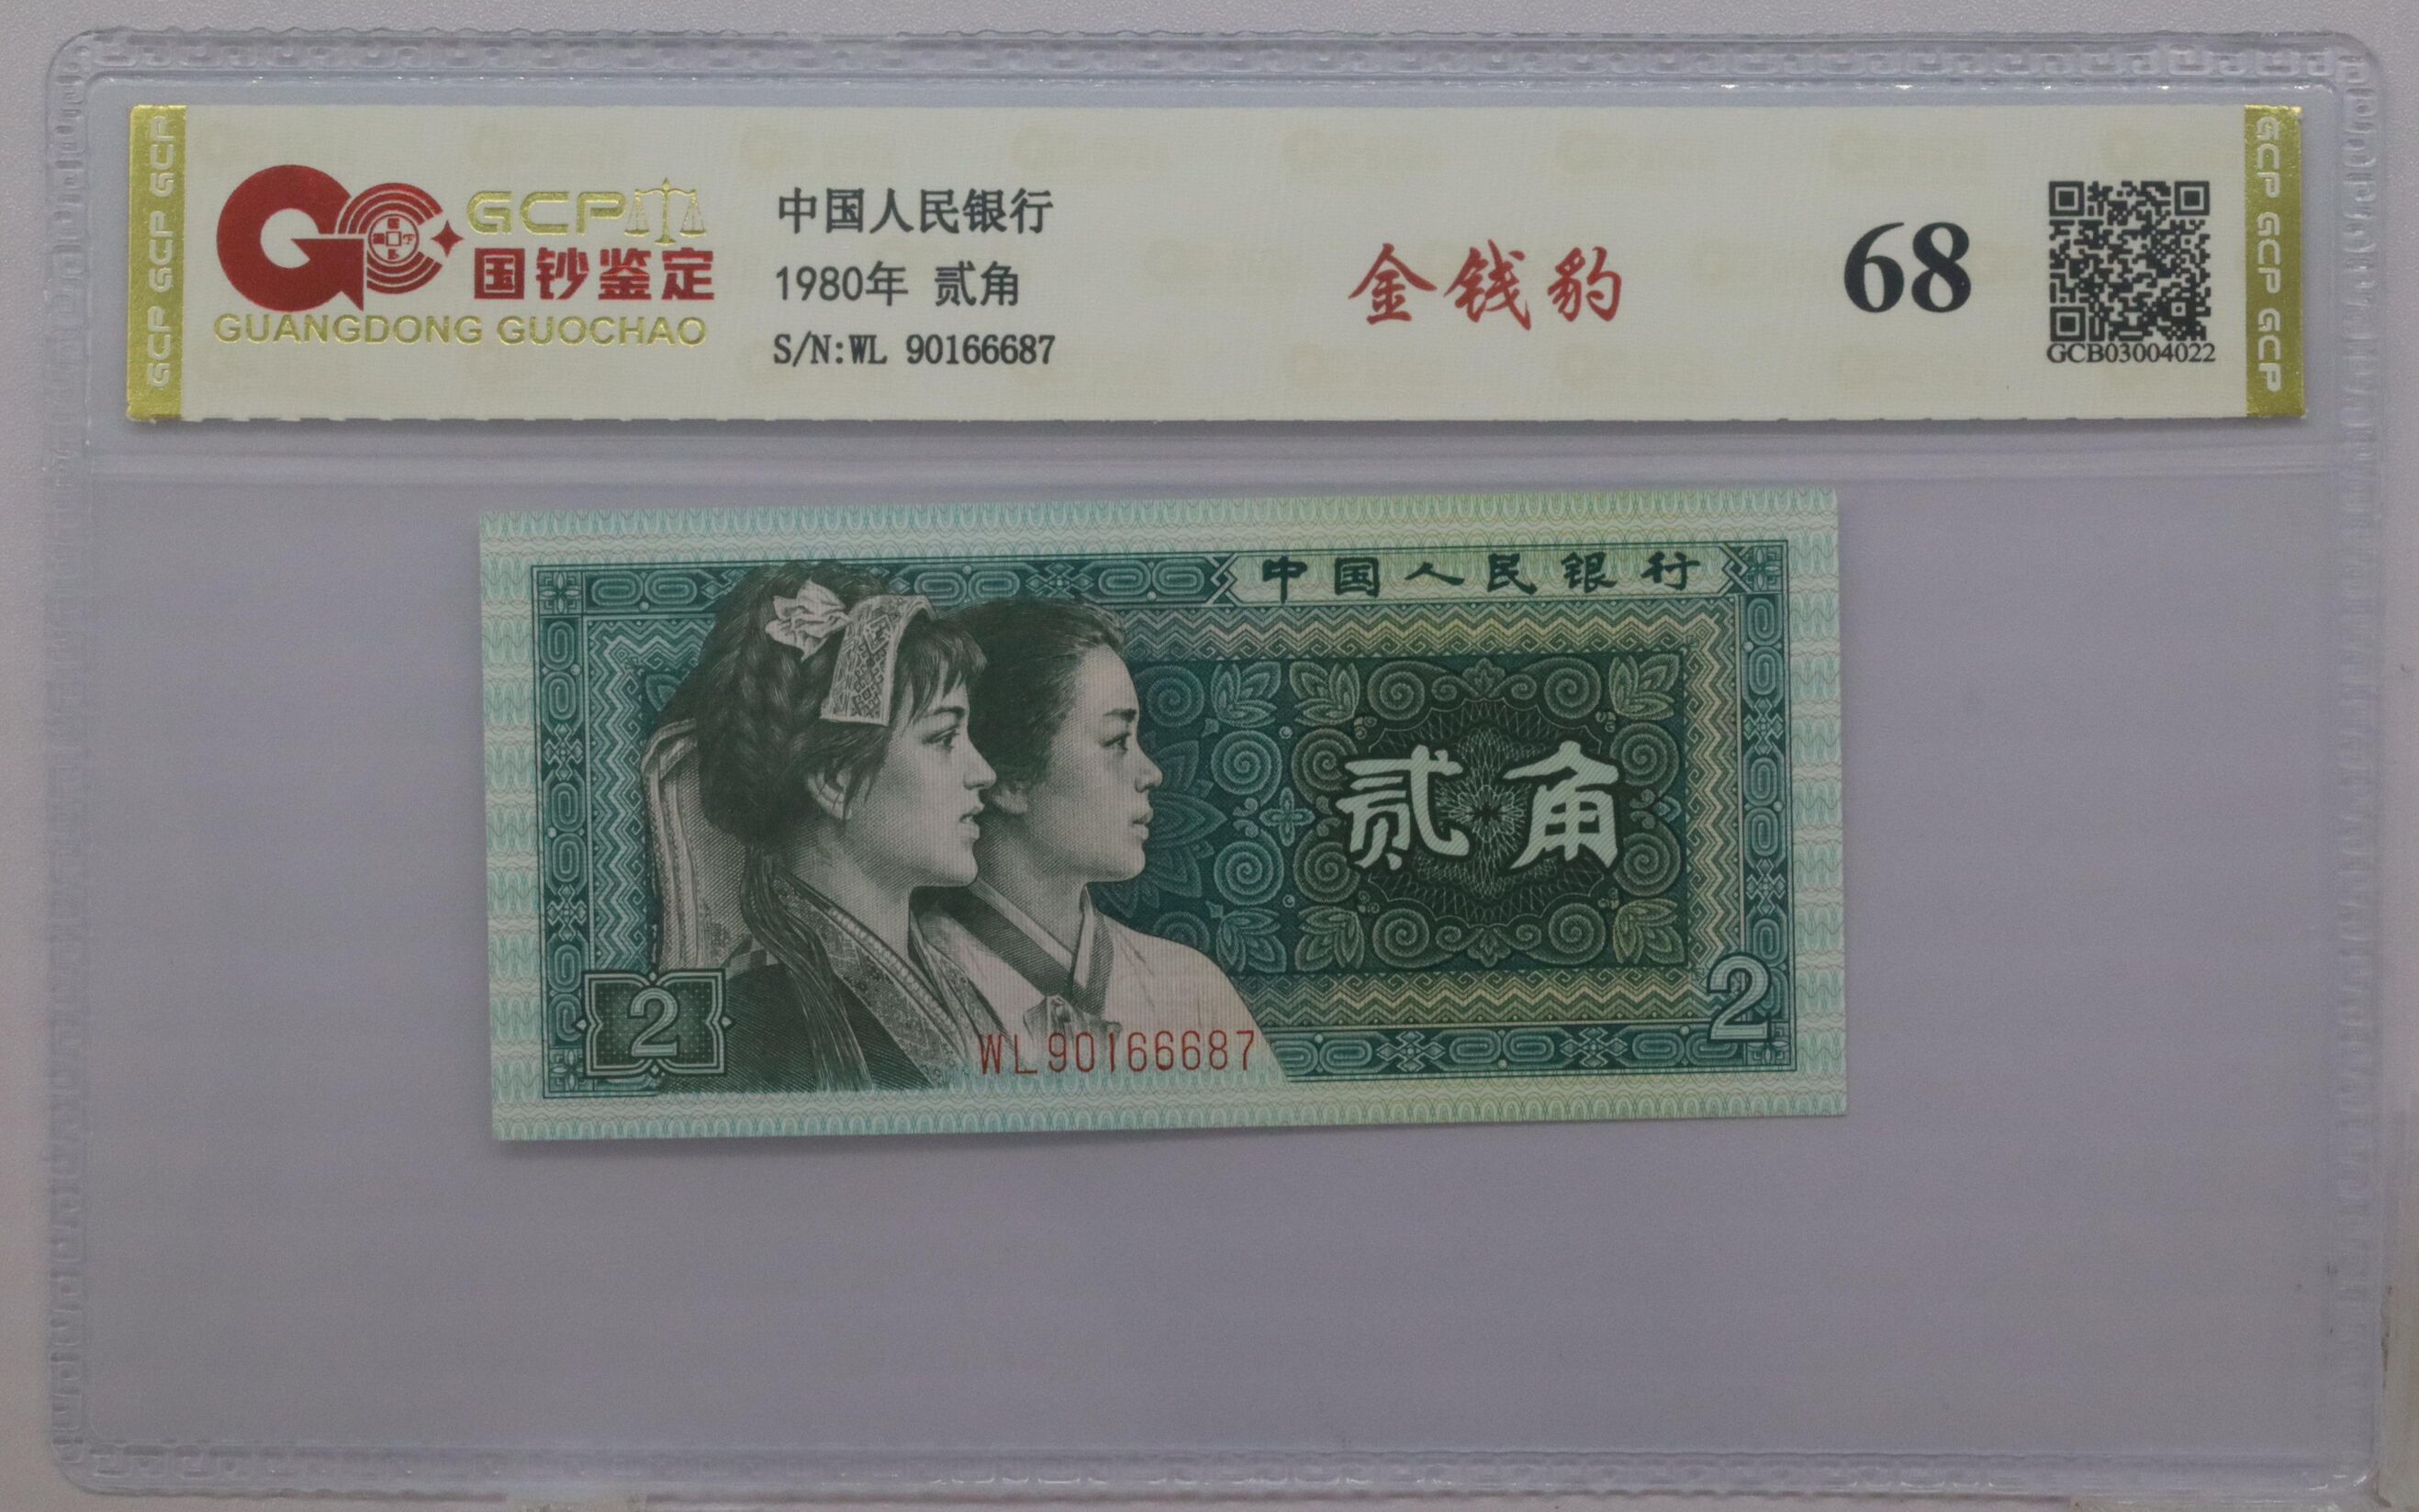 GCP GCP GCP
GCP
国钞鉴定
GUANGDONG GUOCHAO
中国人民银行
1980年 贰角
S/N:WL 90166687
金钱豹
68
GCB03004022
GCP GCP GCP
中国人民银行
贰角
2
2
WL90166687